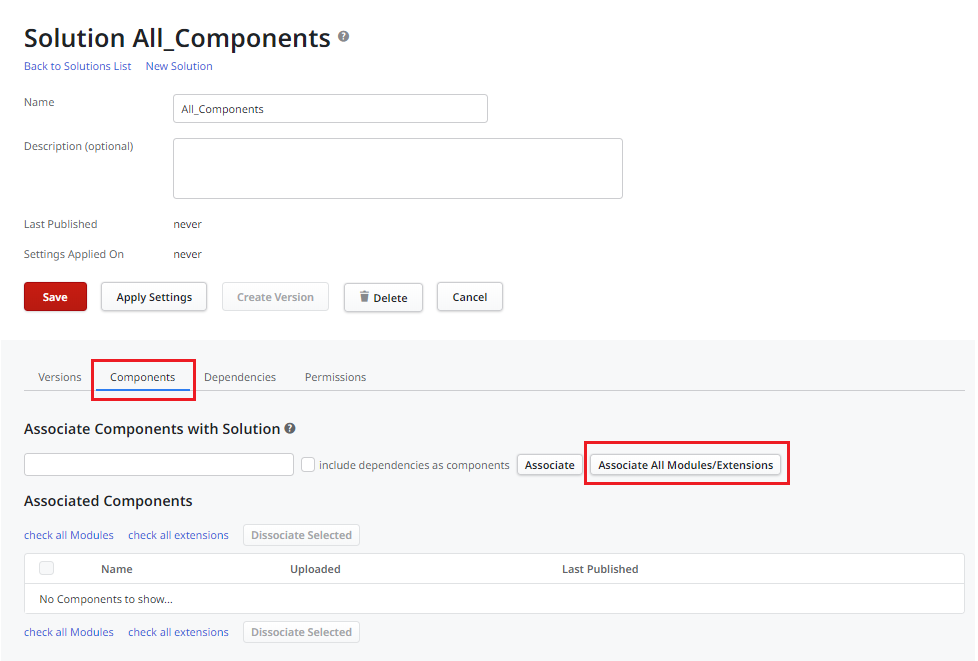 Solution All_Components ?
Back to Solutions List New Solution
Name All_Components
Description (optional)
Last Published never
Settings Applied On never
Save Apply Settings Create Version Delete Cancel
Versions Components Dependencies Permissions
Associate Components with Solution ?
include dependencies as components Associate Associate All Modules/Extensions
Associated Components
check all Modules check all extensions Dissociate Selected
Name Uploaded Last Published
No Components to show...
check all Modules check all extensions Dissociate Selected